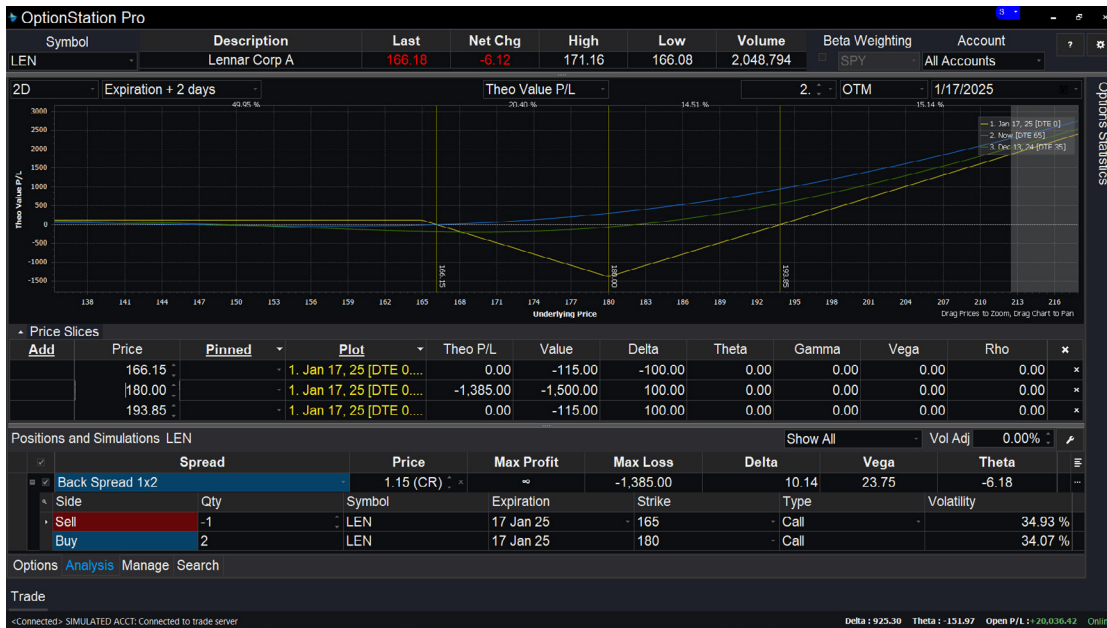 OptionStation Pro
3
Symbol Description Last Net Chg High Low Volume Beta Weighting Account ?
LEN Lennar Corp A 166.18 -6.12 171.16 166.08 2,048,794 SPY All Accounts
2D Expiration + 2 days Theo Value P/L 2. OTM 1/17/2025
49.95 % 20.40 % 14.51 % 15.14 %
3000
2500
2000
1500
1000
500
0
-500
-1000
-1500
Theo Value P/L
1. Jan 17, 25 [DTE 0]
2. Now [DTE 65]
3. Dec 13, 24 [DTE 35]
166.15 180.00 193.85
138 141 144 147 150 153 156 159 162 165 168 171 174 177 180 183 186 189 192 195 198 201 204 207 210 213 216
Underlying Price
Drag Prices to Zoom, Drag Chart to Pan
Options Statistics
Price Slices
Add Price Pinned Plot Theo P/L Value Delta Theta Gamma Vega Rho ×
166.15 1. Jan 17, 25 [DTE 0.... 0.00 -115.00 -100.00 0.00 0.00 0.00 0.00 ×
180.00 1. Jan 17, 25 [DTE 0.... -1,385.00 -1,500.00 100.00 0.00 0.00 0.00 0.00 ×
193.85 1. Jan 17, 25 [DTE 0.... 0.00 -115.00 100.00 0.00 0.00 0.00 0.00 ×
Positions and Simulations LEN Show All Vol Adj 0.00%
Spread Price Max Profit Max Loss Delta Vega Theta
Back Spread 1x2 1.15 (CR) × ∞ -1,385.00 10.14 23.75 -6.18 ...
Side Qty Symbol Expiration Strike Type Volatility
Sell -1 LEN 17 Jan 25 165 Call 34.93 %
Buy 2 LEN 17 Jan 25 180 Call 34.07 %
Options Analysis Manage Search
Trade
<Connected> SIMULATED ACCT: Connected to trade server Delta : 925.30 Theta : -151.97 Open P/L :+20,036.42 Onlin